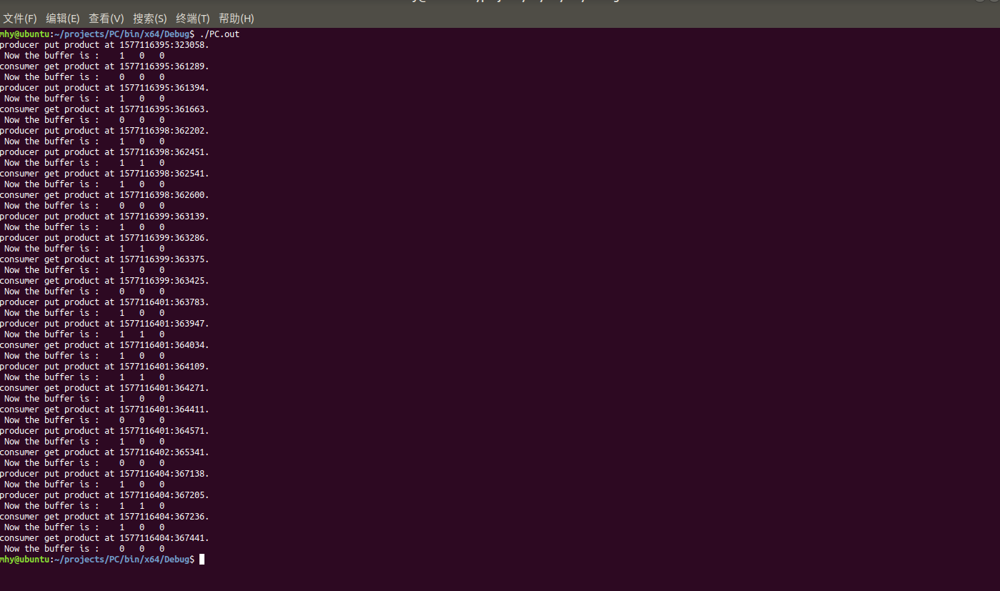 文件(F) 编辑(E) 查看(V) 搜索(S) 终端(T) 帮助(H)
mhy@ubuntu:~/projects/PC/bin/x64/Debug$ ./PC.out
producer put product at 1577116395:323058.
Now the buffer is : 1 0 0
consumer get product at 1577116395:361289.
Now the buffer is : 0 0 0
producer put product at 1577116395:361394.
Now the buffer is : 1 0 0
consumer get product at 1577116395:361663.
Now the buffer is : 0 0 0
producer put product at 1577116398:362202.
Now the buffer is : 1 0 0
producer put product at 1577116398:362451.
Now the buffer is : 1 1 0
consumer get product at 1577116398:362541.
Now the buffer is : 1 0 0
consumer get product at 1577116398:362600.
Now the buffer is : 0 0 0
producer put product at 1577116399:363139.
Now the buffer is : 1 0 0
producer put product at 1577116399:363286.
Now the buffer is : 1 1 0
consumer get product at 1577116399:363375.
Now the buffer is : 1 0 0
consumer get product at 1577116399:363425.
Now the buffer is : 0 0 0
producer put product at 1577116401:363783.
Now the buffer is : 1 0 0
producer put product at 1577116401:363947.
Now the buffer is : 1 1 0
consumer get product at 1577116401:364034.
Now the buffer is : 1 0 0
producer put product at 1577116401:364109.
Now the buffer is : 1 1 0
consumer get product at 1577116401:364271.
Now the buffer is : 1 0 0
consumer get product at 1577116401:364411.
Now the buffer is : 0 0 0
producer put product at 1577116401:364571.
Now the buffer is : 1 0 0
consumer get product at 1577116402:365341.
Now the buffer is : 0 0 0
producer put product at 1577116404:367138.
Now the buffer is : 1 0 0
producer put product at 1577116404:367205.
Now the buffer is : 1 1 0
consumer get product at 1577116404:367236.
Now the buffer is : 1 0 0
consumer get product at 1577116404:367441.
Now the buffer is : 0 0 0
mhy@ubuntu:~/projects/PC/bin/x64/Debug$